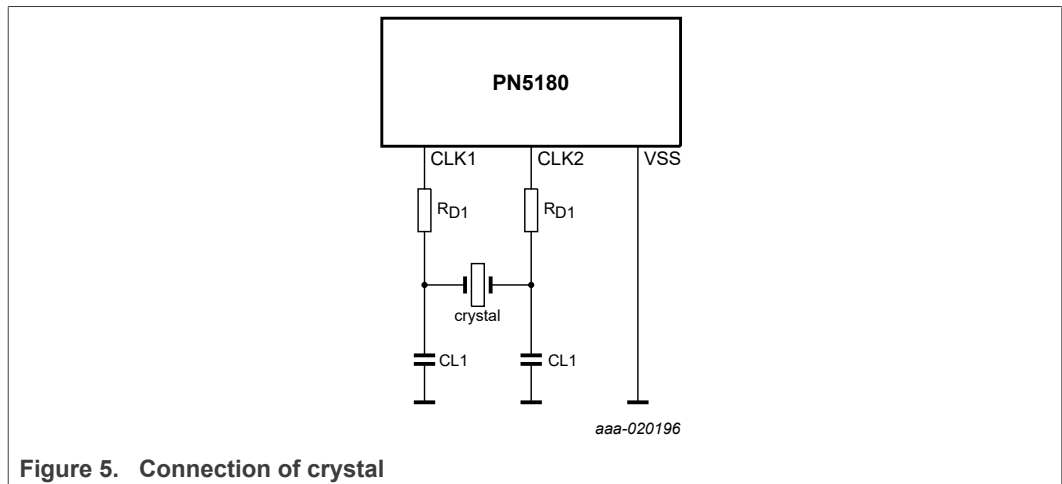 PN5180
CLK1 CLK2 VSS
RD1 RD1
crystal
CL1 CL1
aaa-020196
Figure 5. Connection of crystal